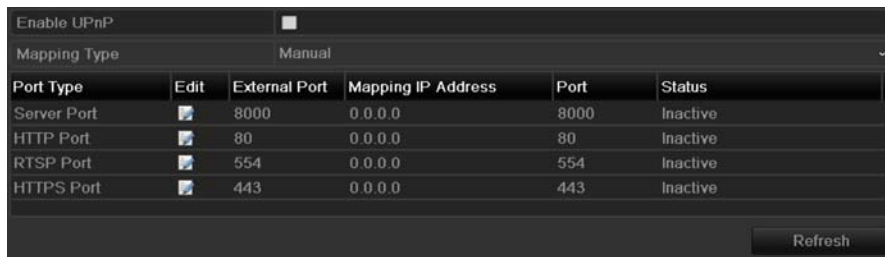 Enable UPnP
Mapping Type Manual
Port Type Edit External Port Mapping IP Address Port Status
Server Port 8000 0.0.0.0 8000 Inactive
HTTP Port 80 0.0.0.0 80 Inactive
RTSP Port 554 0.0.0.0 554 Inactive
HTTPS Port 443 0.0.0.0 443 Inactive
Refresh